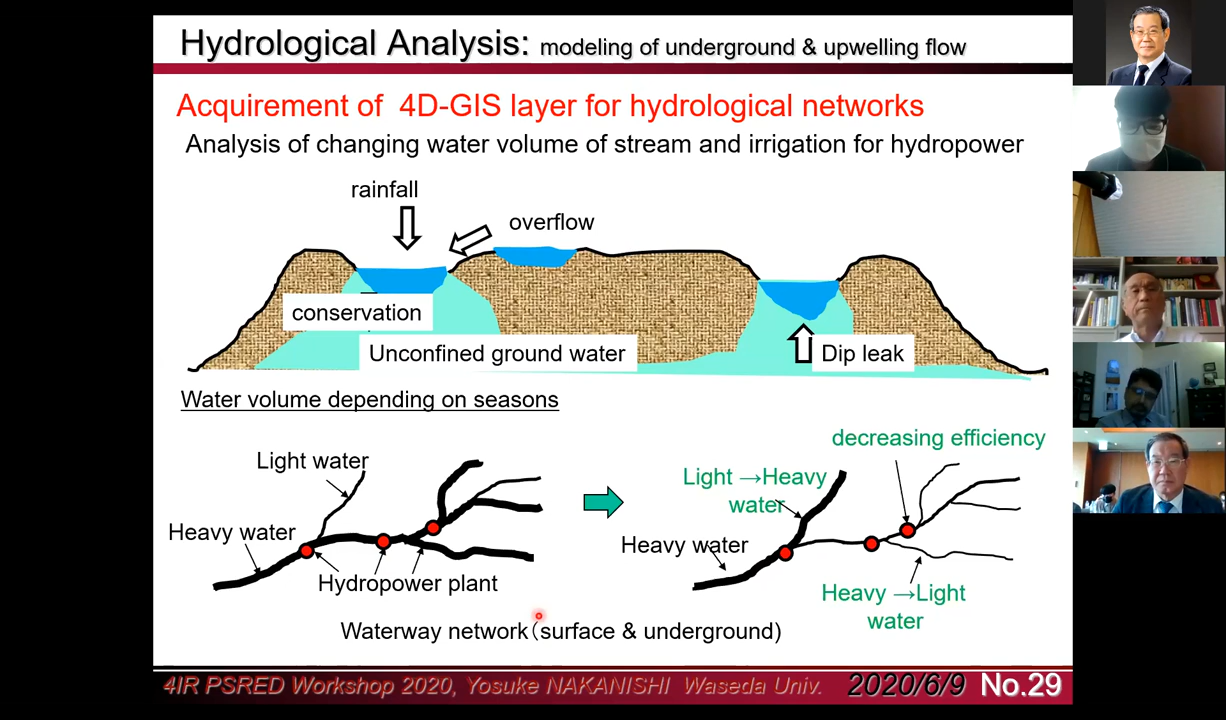 Hydrological Analysis: modeling of underground & upwelling flow
Acquirement of 4D-GIS layer for hydrological networks
Analysis of changing water volume of stream and irrigation for hydropower
rainfall
overflow
conservation
Unconfined ground water
Dip leak
Water volume depending on seasons
Light water
Heavy water
Hydropower plant
decreasing efficiency
Light →Heavy
water
Heavy water
Heavy →Light
water
Waterway network（surface & underground)
4IR PSRED Workshop 2020, Yosuke NAKANISHI Waseda Univ. 2020/6/9 No.29